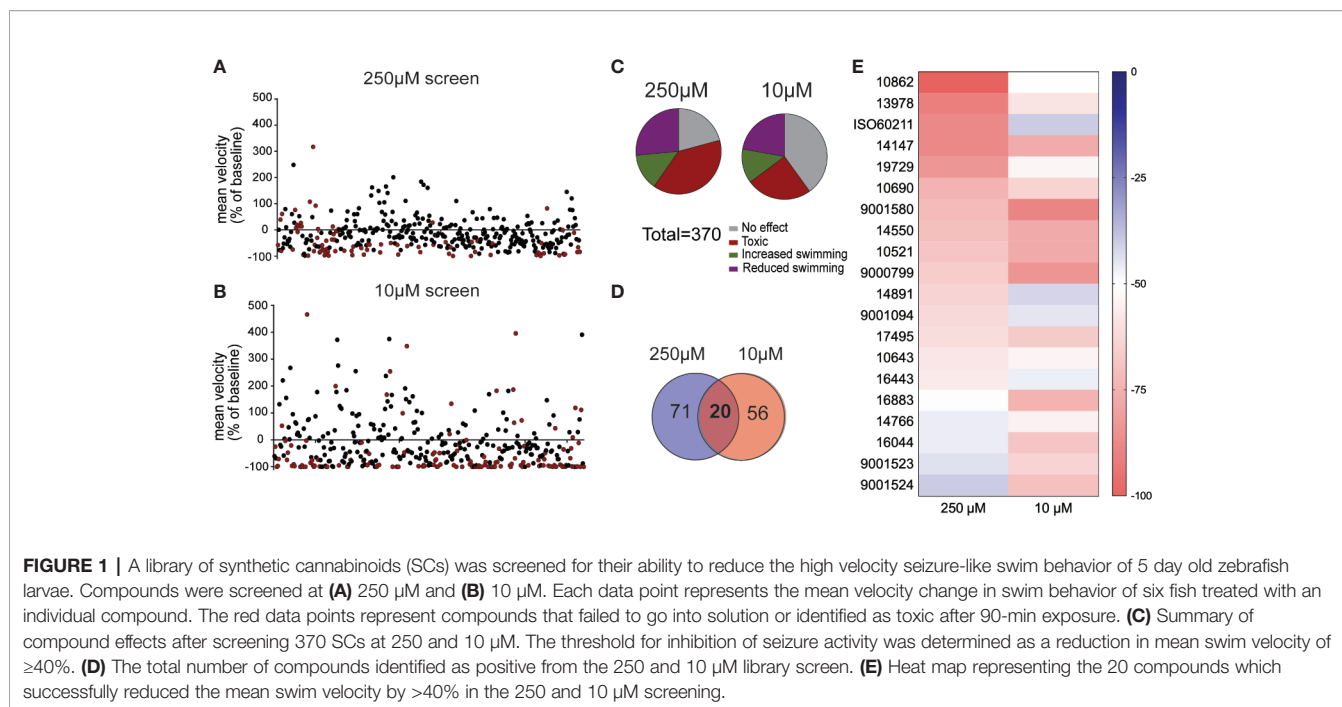 A
250µM screen
mean velocity
(% of baseline)
500
400
300
200
100
0
-100
B
10µM screen
mean velocity
(% of baseline)
500
400
300
200
100
0
-100
C
250µM
10µM
Total=370
No effect
Toxic
Increased swimming
Reduced swimming
D
250µM
10µM
71
20
56
E
10862
13978
ISO60211
14147
19729
10690
9001580
14550
10521
9000799
14891
9001094
17495
10643
16443
16883
14766
16044
9001523
9001524
250 µM
10 µM
0
-25
-50
-75
-100
FIGURE 1 | A library of synthetic cannabinoids (SCs) was screened for their ability to reduce the high velocity seizure-like swim behavior of 5 day old zebrafish
larvae. Compounds were screened at (A) 250 µM and (B) 10 µM. Each data point represents the mean velocity change in swim behavior of six fish treated with an
individual compound. The red data points represent compounds that failed to go into solution or identified as toxic after 90-min exposure. (C) Summary of
compound effects after screening 370 SCs at 250 and 10 µM. The threshold for inhibition of seizure activity was determined as a reduction in mean swim velocity of
≥40%. (D) The total number of compounds identified as positive from the 250 and 10 µM library screen. (E) Heat map representing the 20 compounds which
successfully reduced the mean swim velocity by >40% in the 250 and 10 µM screening.